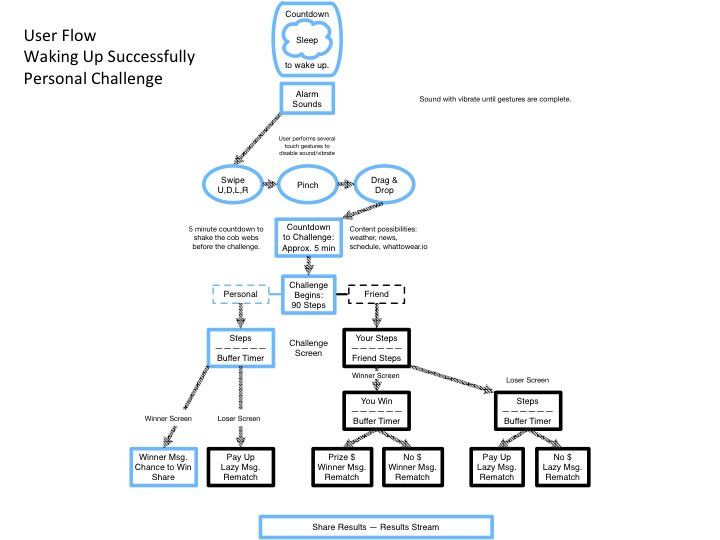 User Flow
Waking Up Successfully
Personal Challenge
Countdown
Sleep
to wake up.
Alarm
Sounds
Sound with vibrate until gestures are complete.
User performs several
touch gestures to
disable sound/vibrate
Swipe
U,D,L,R
Pinch
Drag &
Drop
5 minute countdown to
shake the cob webs
before the challenge.
Countdown
to Challenge:
Approx. 5 min
Content possibilities:
weather, news,
schedule, whattowear.io
Personal
Challenge
Begins:
90 Steps
Friend
Steps
——————
Buffer Timer
Challenge
Screen
Your Steps
——————
Friend Steps
Winner Screen
Loser Screen
You Win
——————
Buffer Timer
Steps
——————
Buffer Timer
Winner Screen
Loser Screen
Winner Msg.
Chance to Win
Share
Pay Up
Lazy Msg.
Rematch
Prize $
Winner Msg.
Rematch
No $
Winner Msg.
Rematch
Pay Up
Lazy Msg.
Rematch
No $
Lazy Msg.
Rematch
Share Results — Results Stream